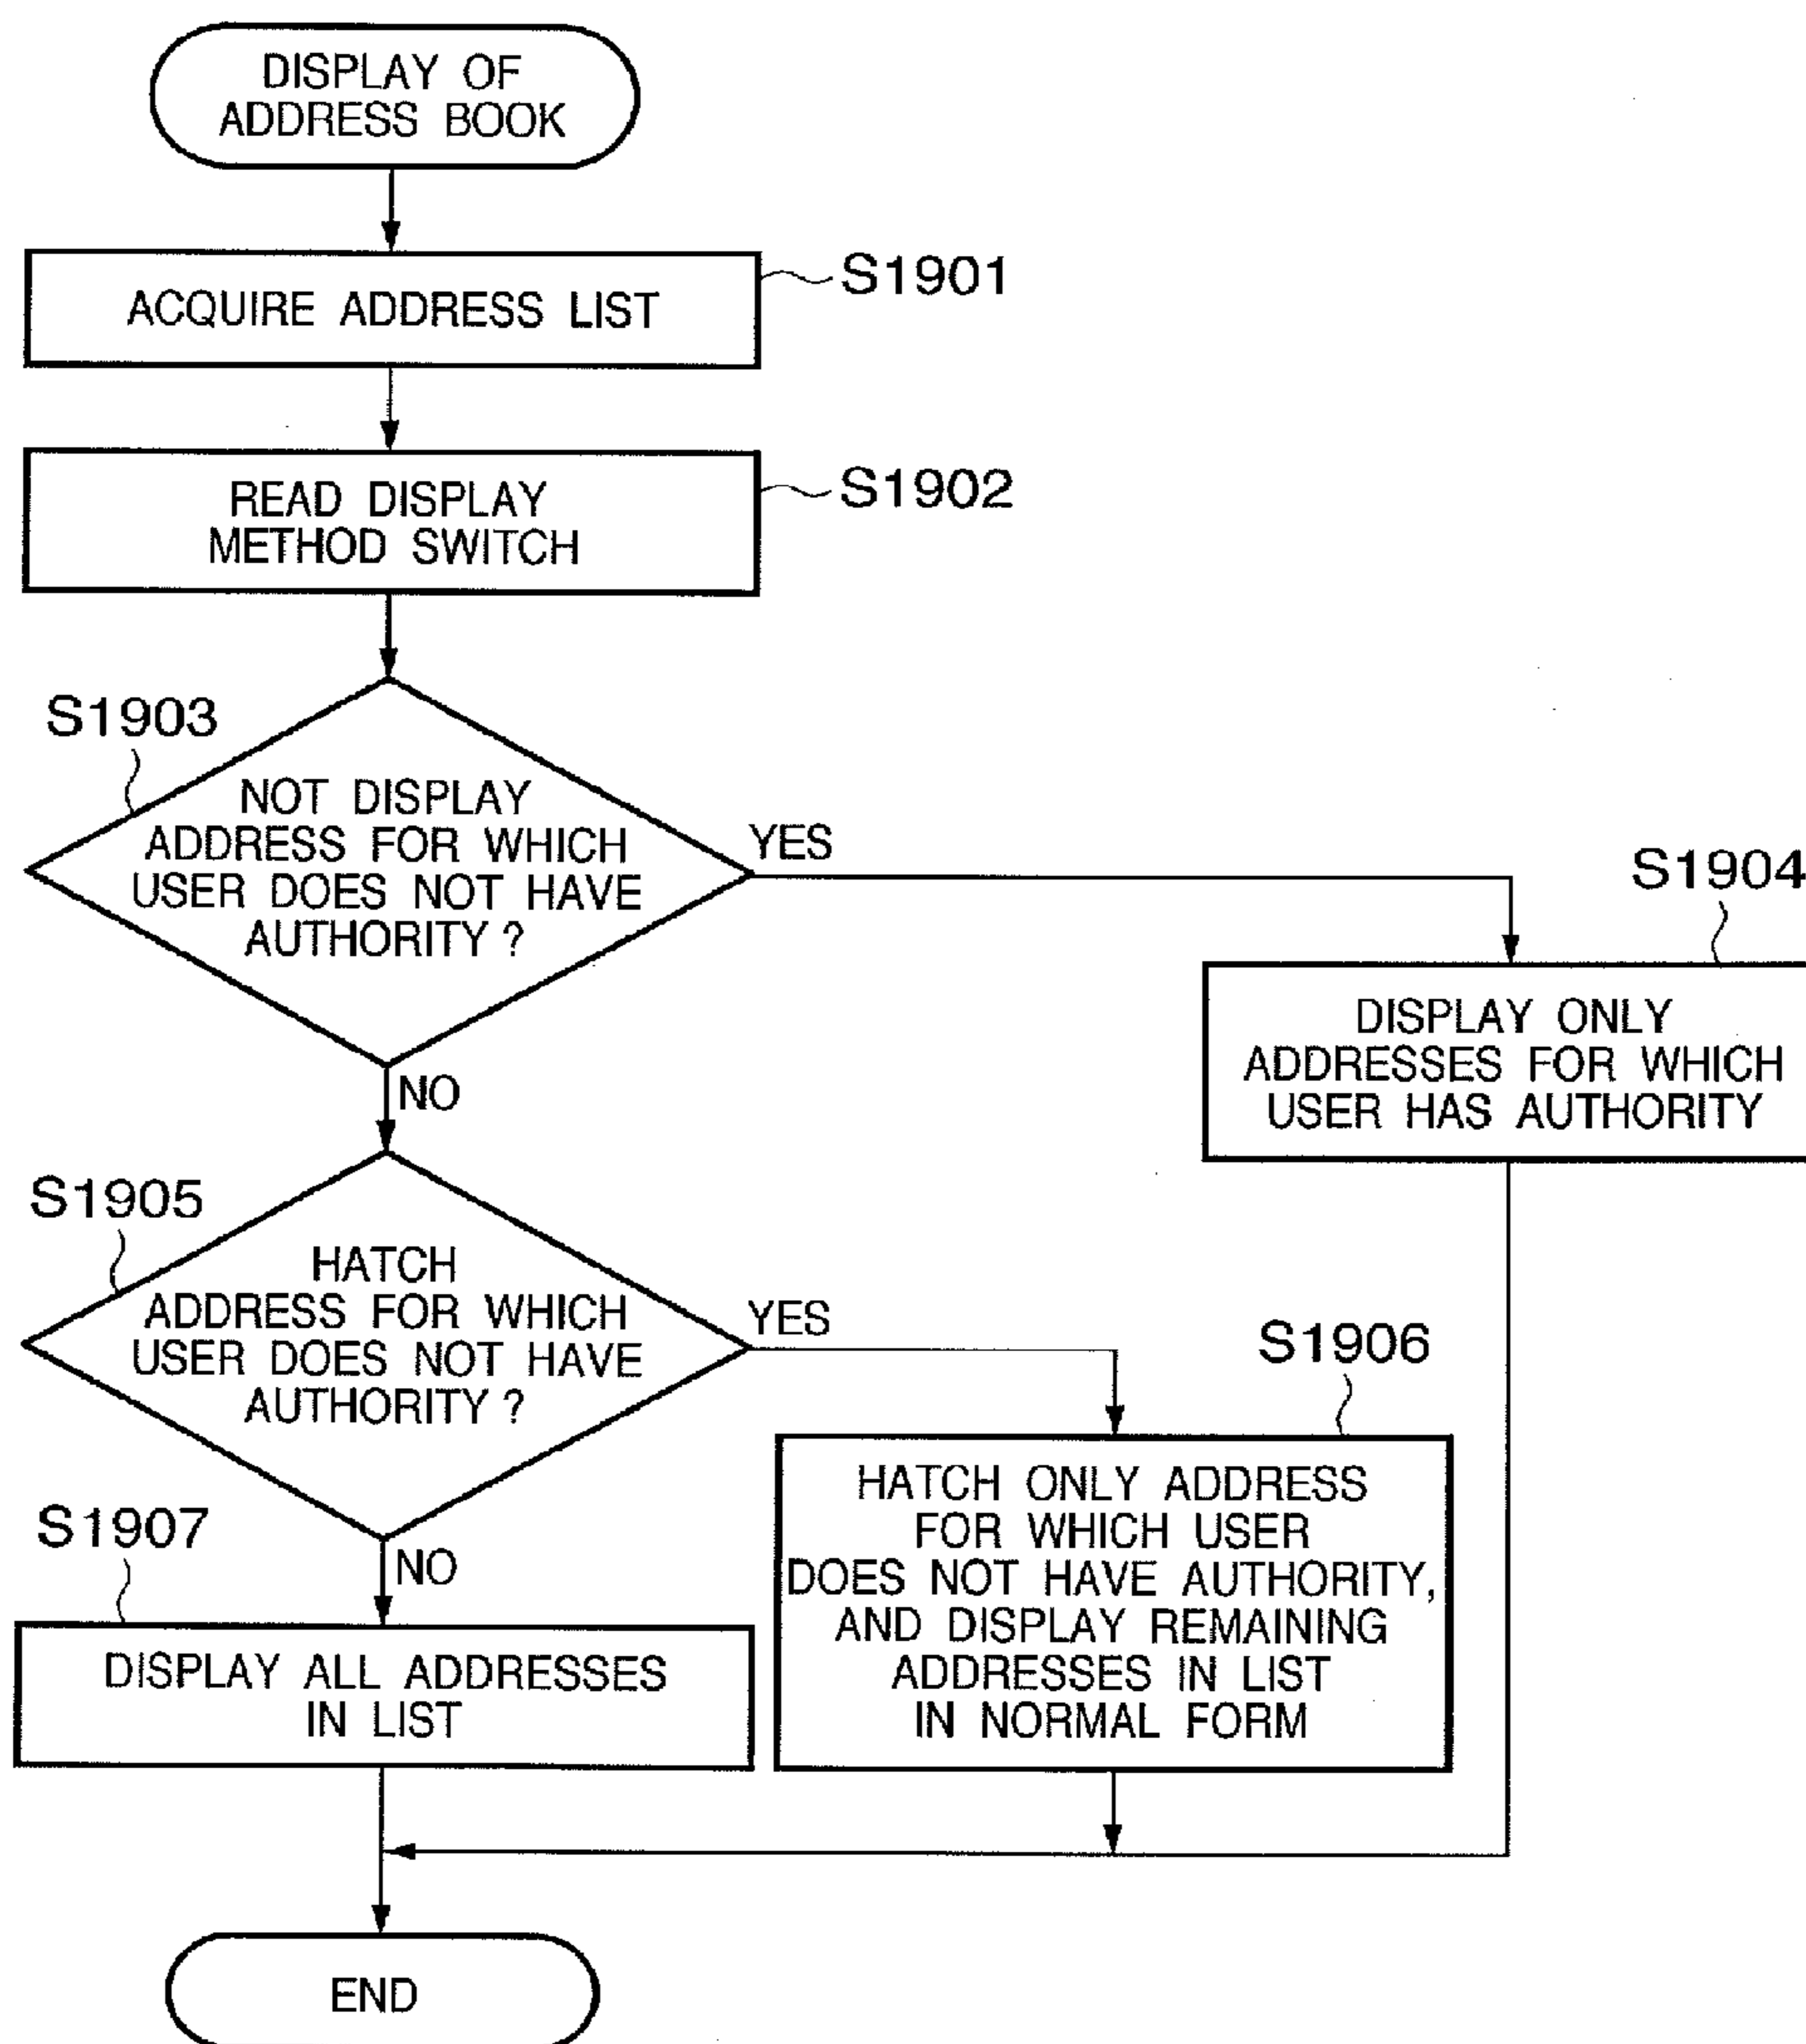 DISPLAY OF
ADDRESS BOOK
S1901
ACQUIRE ADDRESS LIST
S1902
READ DISPLAY
METHOD SWITCH
S1903
NOT DISPLAY
ADDRESS FOR WHICH
USER DOES NOT HAVE
AUTHORITY ?
YES
NO
S1904
DISPLAY ONLY
ADDRESSES FOR WHICH
USER HAS AUTHORITY
S1905
HATCH
ADDRESS FOR WHICH
USER DOES NOT HAVE
AUTHORITY ?
YES
NO
S1906
HATCH ONLY ADDRESS
FOR WHICH USER
DOES NOT HAVE AUTHORITY,
AND DISPLAY REMAINING
ADDRESSES IN LIST
IN NORMAL FORM
S1907
DISPLAY ALL ADDRESSES
IN LIST
END